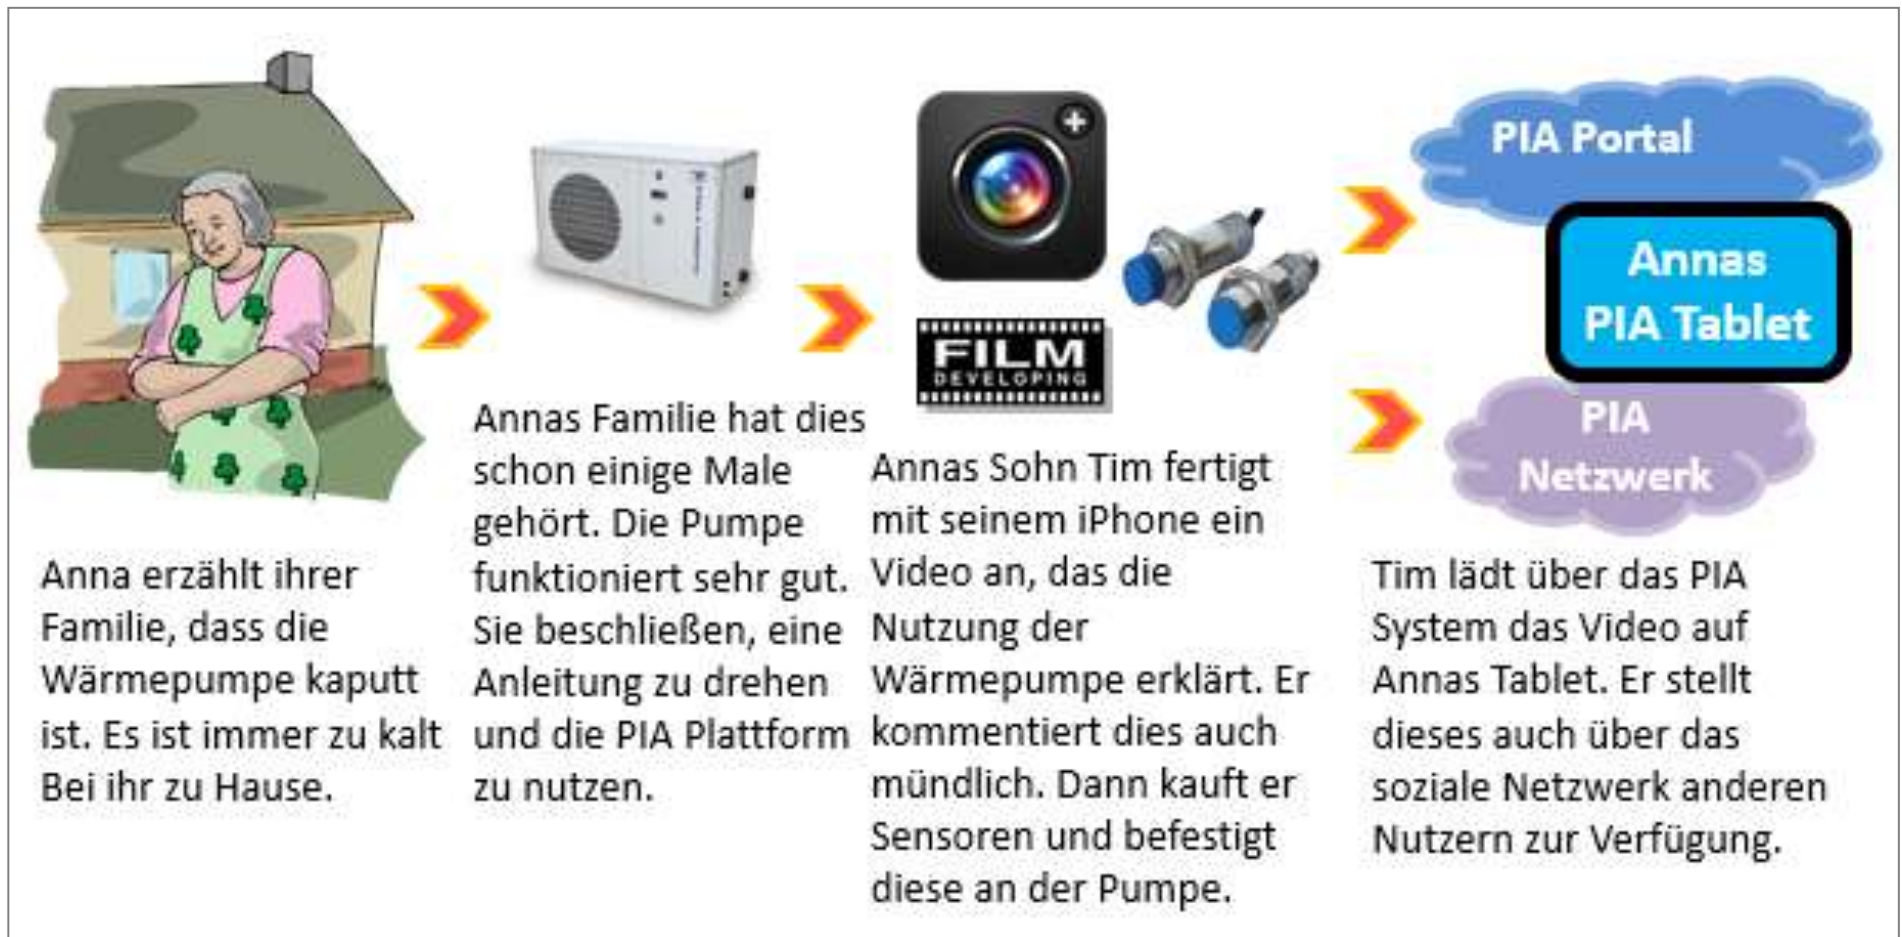 Anna erzählt ihrer
Familie, dass die
Wärmepumpe kaputt
ist. Es ist immer zu kalt
Bei ihr zu Hause.
Annas Familie hat dies
schon einige Male
gehört. Die Pumpe
funktioniert sehr gut.
Sie beschließen, eine
Anleitung zu drehen
und die PIA Plattform
zu nutzen.
FILM
DEVELOPING
Annas Sohn Tim fertigt
mit seinem iPhone ein
Video an, das die
Nutzung der
Wärmepumpe erklärt. Er
kommentiert dies auch
mündlich. Dann kauft er
Sensoren und befestigt
diese an der Pumpe.
PIA Portal
Annas
PIA Tablet
PIA
Netzwerk
Tim lädt über das PIA
System das Video auf
Annas Tablet. Er stellt
dieses auch über das
soziale Netzwerk anderen
Nutzern zur Verfügung.